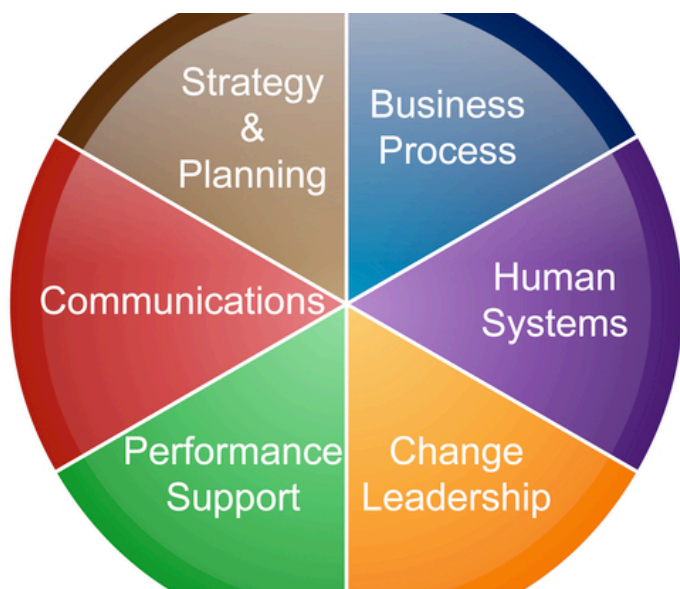 Strategy
&
Planning
Business
Process
Human
Systems
Change
Leadership
Performance
Support
Communications